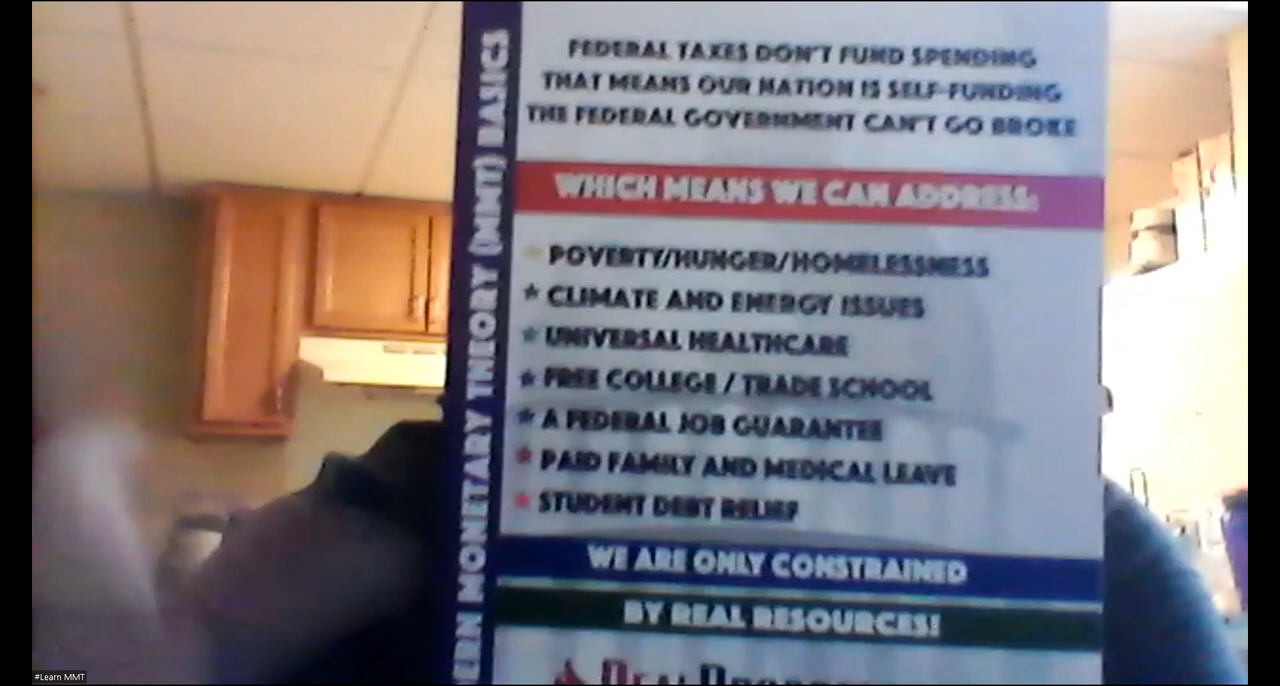 FEDERAL TAXES DON'T FUND SPENDING
THAT MEANS OUR NATION IS SELF-FUNDING
THE FEDERAL GOVERNMENT CAN'T GO BROKE
WHICH MEANS WE CAN ADDRESS:
POVERTY/HUNGER/HOMELESSNESS
★ CLIMATE AND ENERGY ISSUES
★ UNIVERSAL HEALTHCARE
★ FREE COLLEGE / TRADE SCHOOL
★ A FEDERAL JOB GUARANTEE
★ PAID FAMILY AND MEDICAL LEAVE
★ STUDENT DEBT RELIEF
WE ARE ONLY CONSTRAINED
BY REAL RESOURCES!
MONETARY THEORY (MMT) BASICS
#Learn MMT